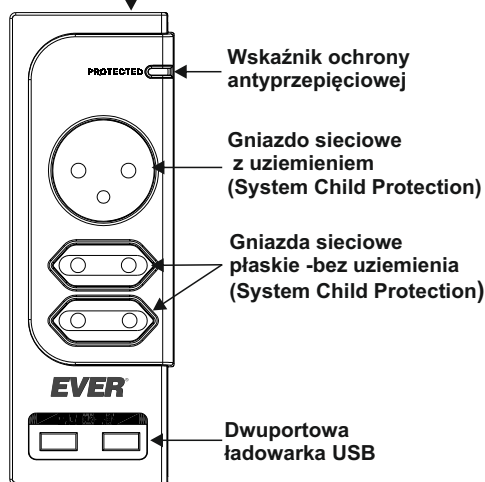 PROTECTED
Wskaźnik ochrony
antyprzepięciowej
Gniazdo sieciowe
z uziemieniem
(System Child Protection)
Gniazda sieciowe
płaskie -bez uziemienia
(System Child Protection)
EVER
Dwuportowa
ładowarka USB